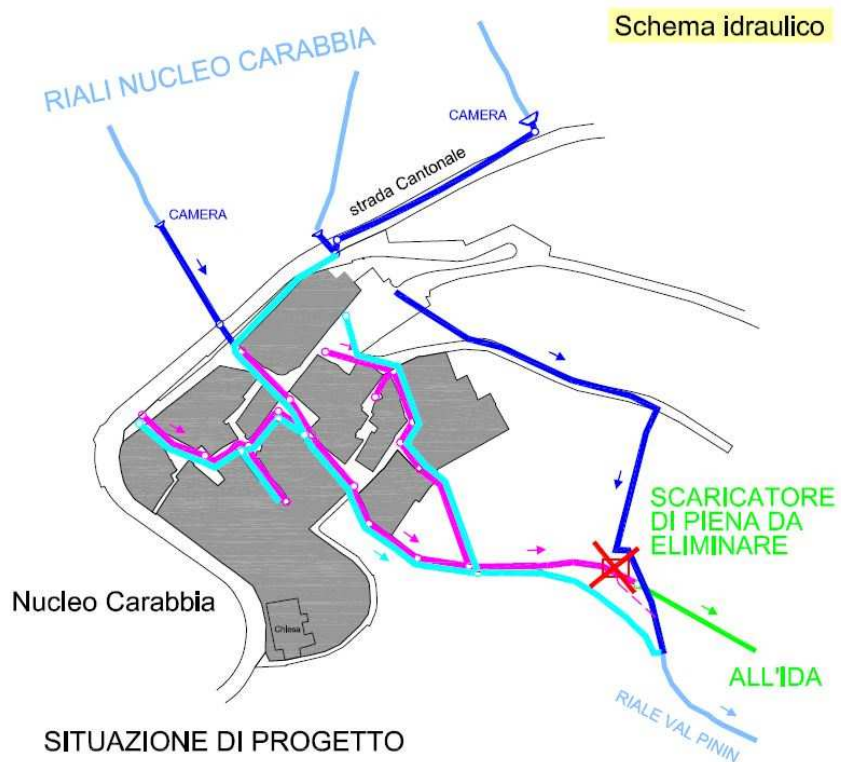 Schema idraulico
RIALI NUCLEO CARABBIA
CAMERA
strada Cantonale
CAMERA
SCARICATORE
DI PIENA DA
ELIMINARE
Nucleo Carabbia
Chiesa
ALL'IDA
RIALE VAL PININ
SITUAZIONE DI PROGETTO